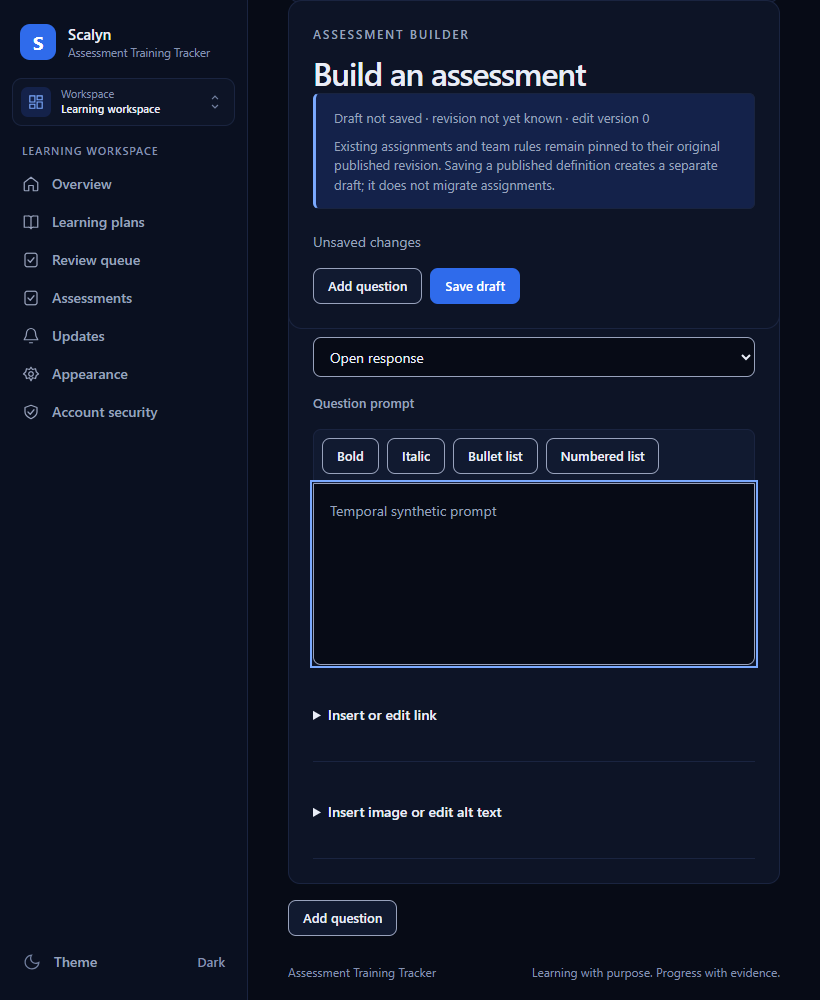 S
Scalyn
Assessment Training Tracker
Workspace
Learning workspace
LEARNING WORKSPACE
Overview
Learning plans
Review queue
Assessments
Updates
Appearance
Account security
Theme
Dark
ASSESSMENT BUILDER
Build an assessment
Draft not saved · revision not yet known · edit version 0
Existing assignments and team rules remain pinned to their original
published revision. Saving a published definition creates a separate
draft; it does not migrate assignments.
Unsaved changes
Add question
Save draft
Open response
Question prompt
Bold
Italic
Bullet list
Numbered list
Temporal synthetic prompt
Insert or edit link
Insert image or edit alt text
Add question
Assessment Training Tracker
Learning with purpose. Progress with evidence.